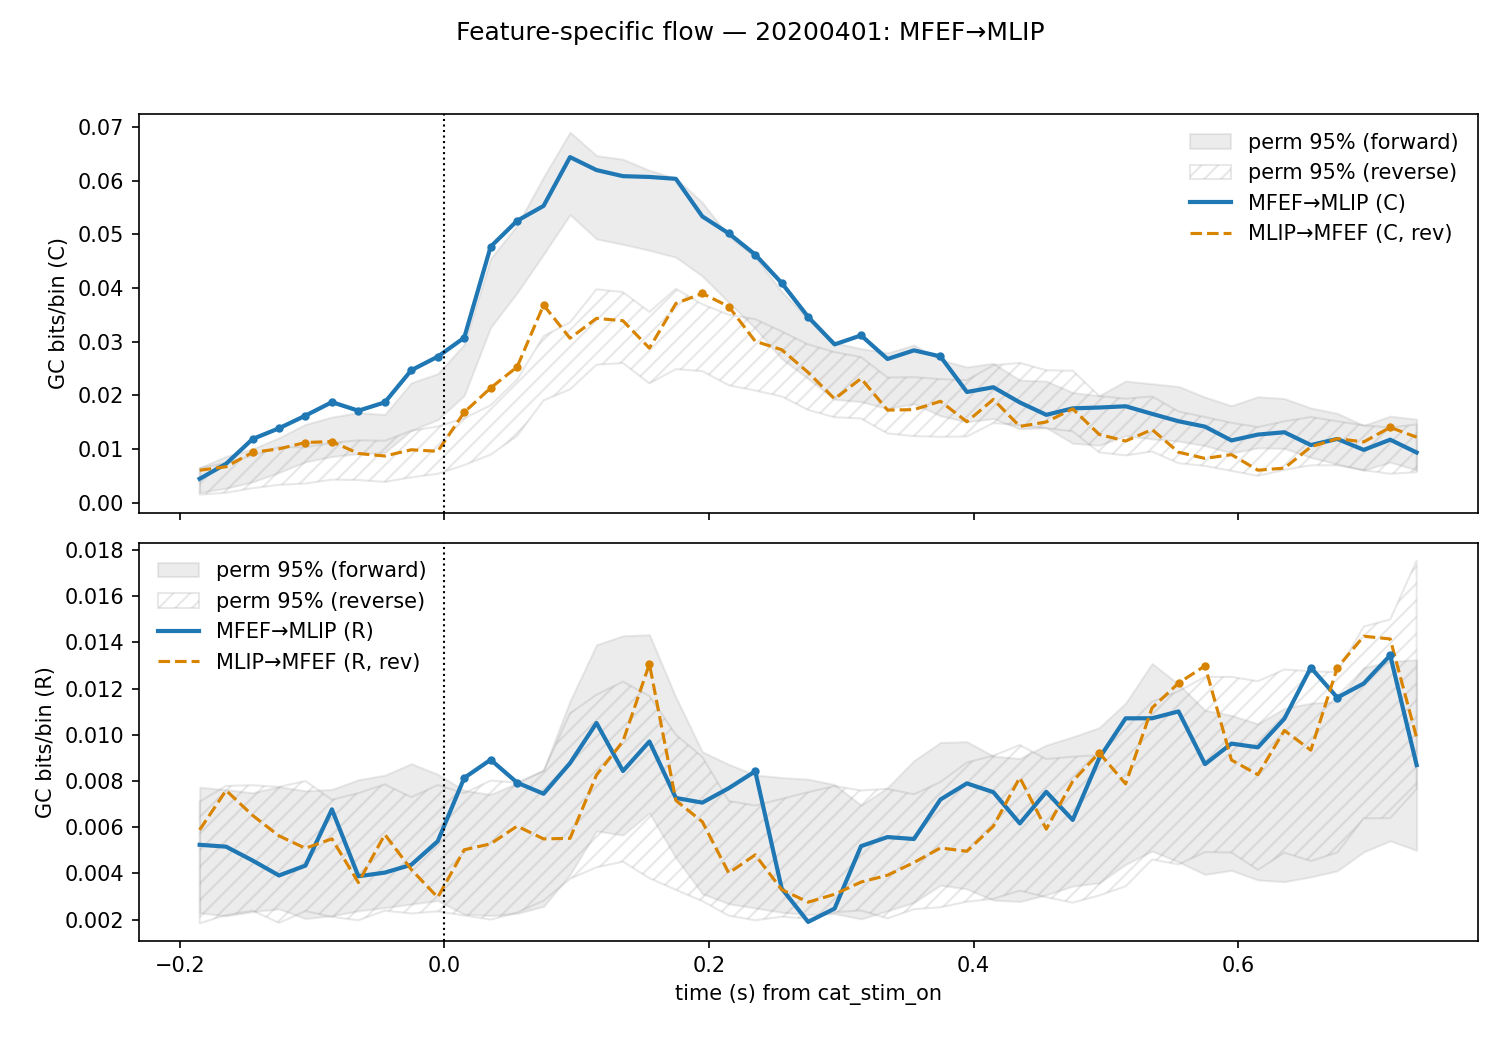 Feature-specific flow — 20200401: MFEF→MLIP
GC bits/bin (C)
0.07
0.06
0.05
0.04
0.03
0.02
0.01
0.00
perm 95% (forward)
perm 95% (reverse)
MFEF→MLIP (C)
MLIP→MFEF (C, rev)
GC bits/bin (R)
0.018
0.016
0.014
0.012
0.010
0.008
0.006
0.004
0.002
perm 95% (forward)
perm 95% (reverse)
MFEF→MLIP (R)
MLIP→MFEF (R, rev)
−0.2 0.0 0.2 0.4 0.6
time (s) from cat_stim_on